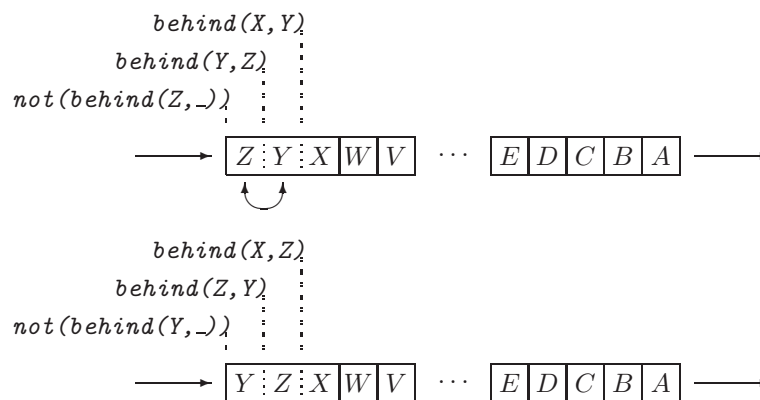 behind(X,Y)
behind(Y,Z)
not(behind(Z,_))
Z Y X W V ··· E D C B A
behind(X,Z)
behind(Z,Y)
not(behind(Y,_))
Y Z X W V ··· E D C B A